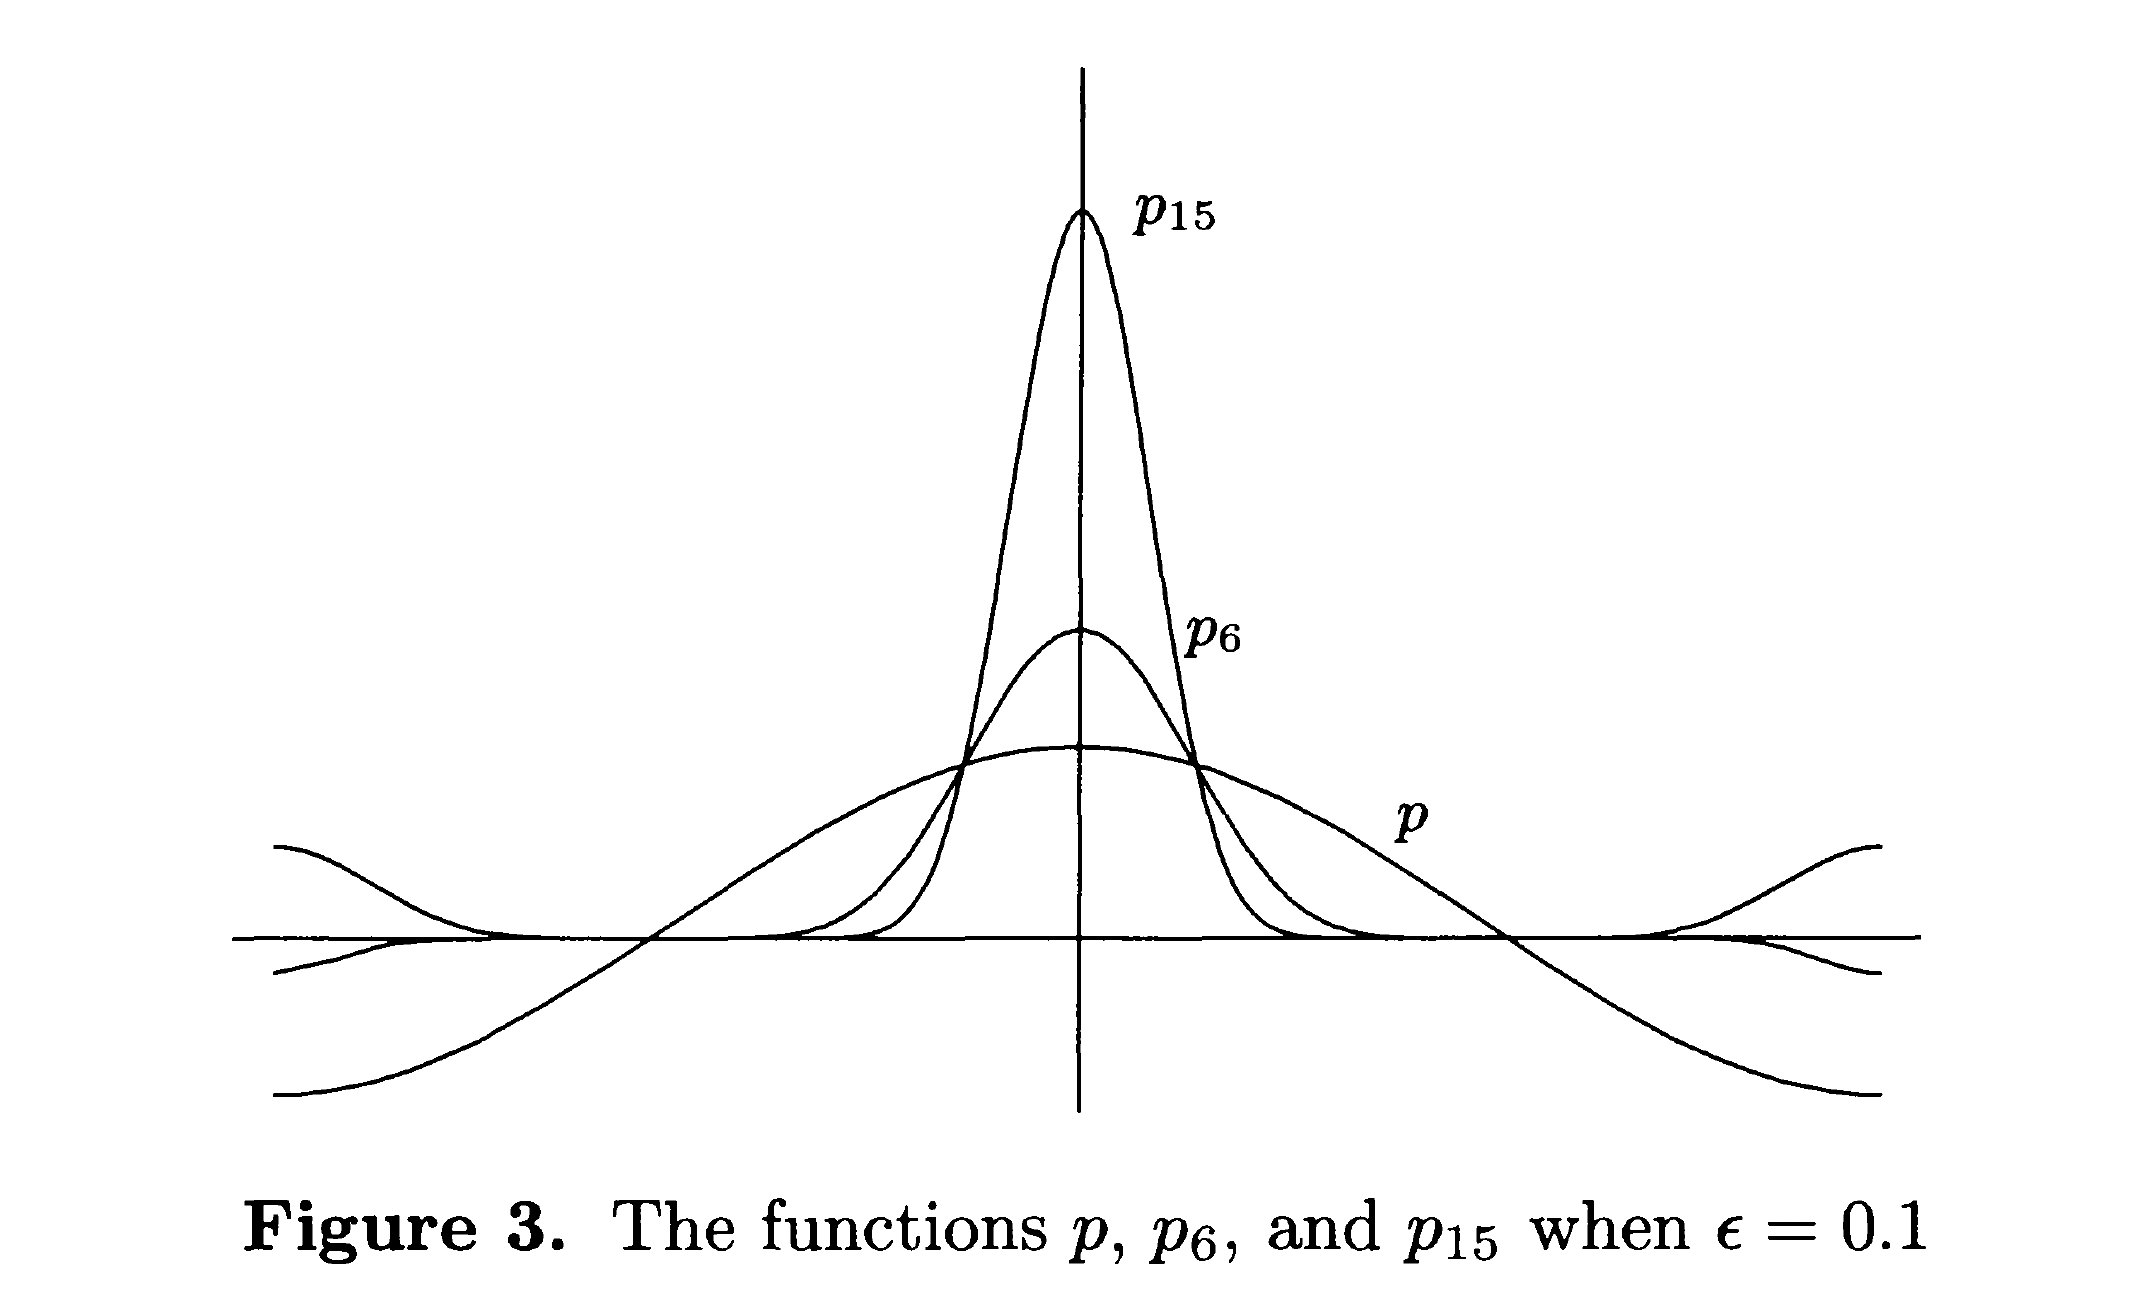 p₁₅
p₆
p
Figure 3. The functions p, p₆, and p₁₅ when ϵ = 0.1